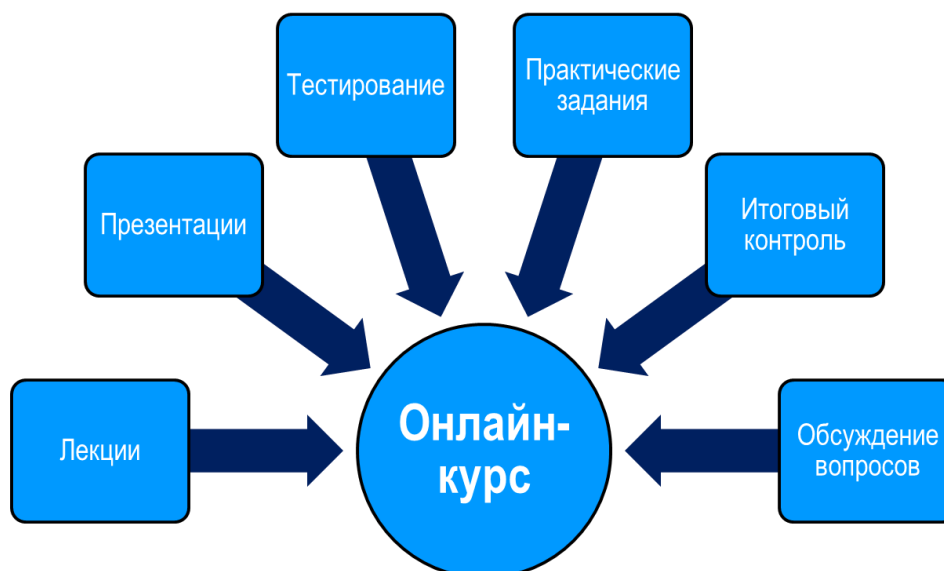 Тестирование
Практические
задания
Презентации
Итоговый
контроль
Лекции
Онлайн-
курс
Обсуждение
вопросов